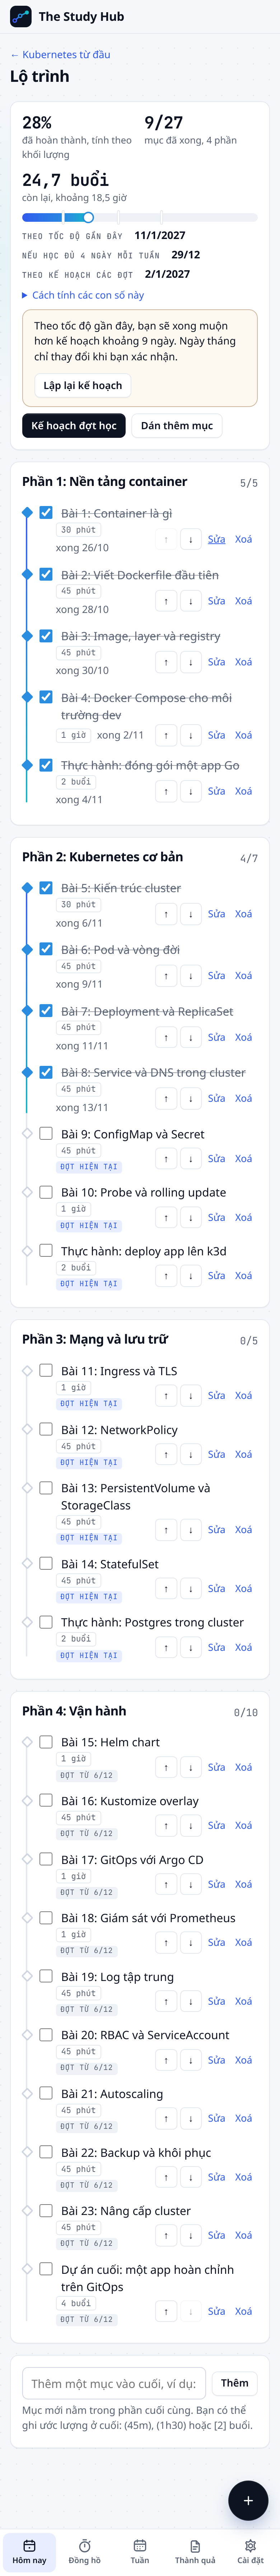 The Study Hub
← Kubernetes từ đầu
Lộ trình
28%
đã hoàn thành, tính theo
khối lượng
9/27
mục đã xong, 4 phần
24,7 buổi
còn lại, khoảng 18,5 giờ
THEO TỐC ĐỘ GẦN ĐÂY 11/1/2027
NẾU HỌC ĐỦ 4 NGÀY MỖI TUẦN 29/12
THEO KẾ HOẠCH CÁC ĐỢT 2/1/2027
▶ Cách tính các con số này
Theo tốc độ gần đây, bạn sẽ xong muộn
hơn kế hoạch khoảng 9 ngày. Ngày tháng
chỉ thay đổi khi bạn xác nhận.
Lập lại kế hoạch
Kế hoạch đợt học
Dán thêm mục
Phần 1: Nền tảng container 5/5
Bài 1: Container là gì
30 phút
xong 26/10 ↑ ↓ Sửa Xoá
Bài 2: Viết Dockerfile đầu tiên
45 phút
xong 28/10 ↑ ↓ Sửa Xoá
Bài 3: Image, layer và registry
45 phút
xong 30/10 ↑ ↓ Sửa Xoá
Bài 4: Docker Compose cho môi
trường dev
1 giờ xong 2/11 ↑ ↓ Sửa Xoá
Thực hành: đóng gói một app Go
2 buổi
xong 4/11 ↑ ↓ Sửa Xoá
Phần 2: Kubernetes cơ bản 4/7
Bài 5: Kiến trúc cluster
30 phút
xong 6/11 ↑ ↓ Sửa Xoá
Bài 6: Pod và vòng đời
45 phút
xong 9/11 ↑ ↓ Sửa Xoá
Bài 7: Deployment và ReplicaSet
45 phút
xong 11/11 ↑ ↓ Sửa Xoá
Bài 8: Service và DNS trong cluster
45 phút
xong 13/11 ↑ ↓ Sửa Xoá
Bài 9: ConfigMap và Secret
45 phút
ĐỢT HIỆN TẠI ↑ ↓ Sửa Xoá
Bài 10: Probe và rolling update
1 giờ
ĐỢT HIỆN TẠI ↑ ↓ Sửa Xoá
Thực hành: deploy app lên k3d
2 buổi
ĐỢT HIỆN TẠI ↑ ↓ Sửa Xoá
Phần 3: Mạng và lưu trữ 0/5
Bài 11: Ingress và TLS
1 giờ
ĐỢT HIỆN TẠI ↑ ↓ Sửa Xoá
Bài 12: NetworkPolicy
45 phút
ĐỢT HIỆN TẠI ↑ ↓ Sửa Xoá
Bài 13: PersistentVolume và
StorageClass
45 phút
ĐỢT HIỆN TẠI ↑ ↓ Sửa Xoá
Bài 14: StatefulSet
45 phút
ĐỢT HIỆN TẠI ↑ ↓ Sửa Xoá
Thực hành: Postgres trong cluster
2 buổi
ĐỢT HIỆN TẠI ↑ ↓ Sửa Xoá
Phần 4: Vận hành 0/10
Bài 15: Helm chart
1 giờ
ĐỢT TỪ 6/12 ↑ ↓ Sửa Xoá
Bài 16: Kustomize overlay
45 phút
ĐỢT TỪ 6/12 ↑ ↓ Sửa Xoá
Bài 17: GitOps với Argo CD
1 giờ
ĐỢT TỪ 6/12 ↑ ↓ Sửa Xoá
Bài 18: Giám sát với Prometheus
1 giờ
ĐỢT TỪ 6/12 ↑ ↓ Sửa Xoá
Bài 19: Log tập trung
45 phút
ĐỢT TỪ 6/12 ↑ ↓ Sửa Xoá
Bài 20: RBAC và ServiceAccount
45 phút
ĐỢT TỪ 6/12 ↑ ↓ Sửa Xoá
Bài 21: Autoscaling
45 phút
ĐỢT TỪ 6/12 ↑ ↓ Sửa Xoá
Bài 22: Backup và khôi phục
45 phút
ĐỢT TỪ 6/12 ↑ ↓ Sửa Xoá
Bài 23: Nâng cấp cluster
45 phút
ĐỢT TỪ 6/12 ↑ ↓ Sửa Xoá
Dự án cuối: một app hoàn chỉnh
trên GitOps
4 buổi
ĐỢT TỪ 6/12 ↑ ↓ Sửa Xoá
Thêm một mục vào cuối, ví dụ: Thêm
Mục mới nằm trong phần cuối cùng. Bạn có thể
ghi ước lượng ở cuối: (45m), (1h30) hoặc [2] buổi.
+
Hôm nay Đồng hồ Tuần Thành quả Cài đặt